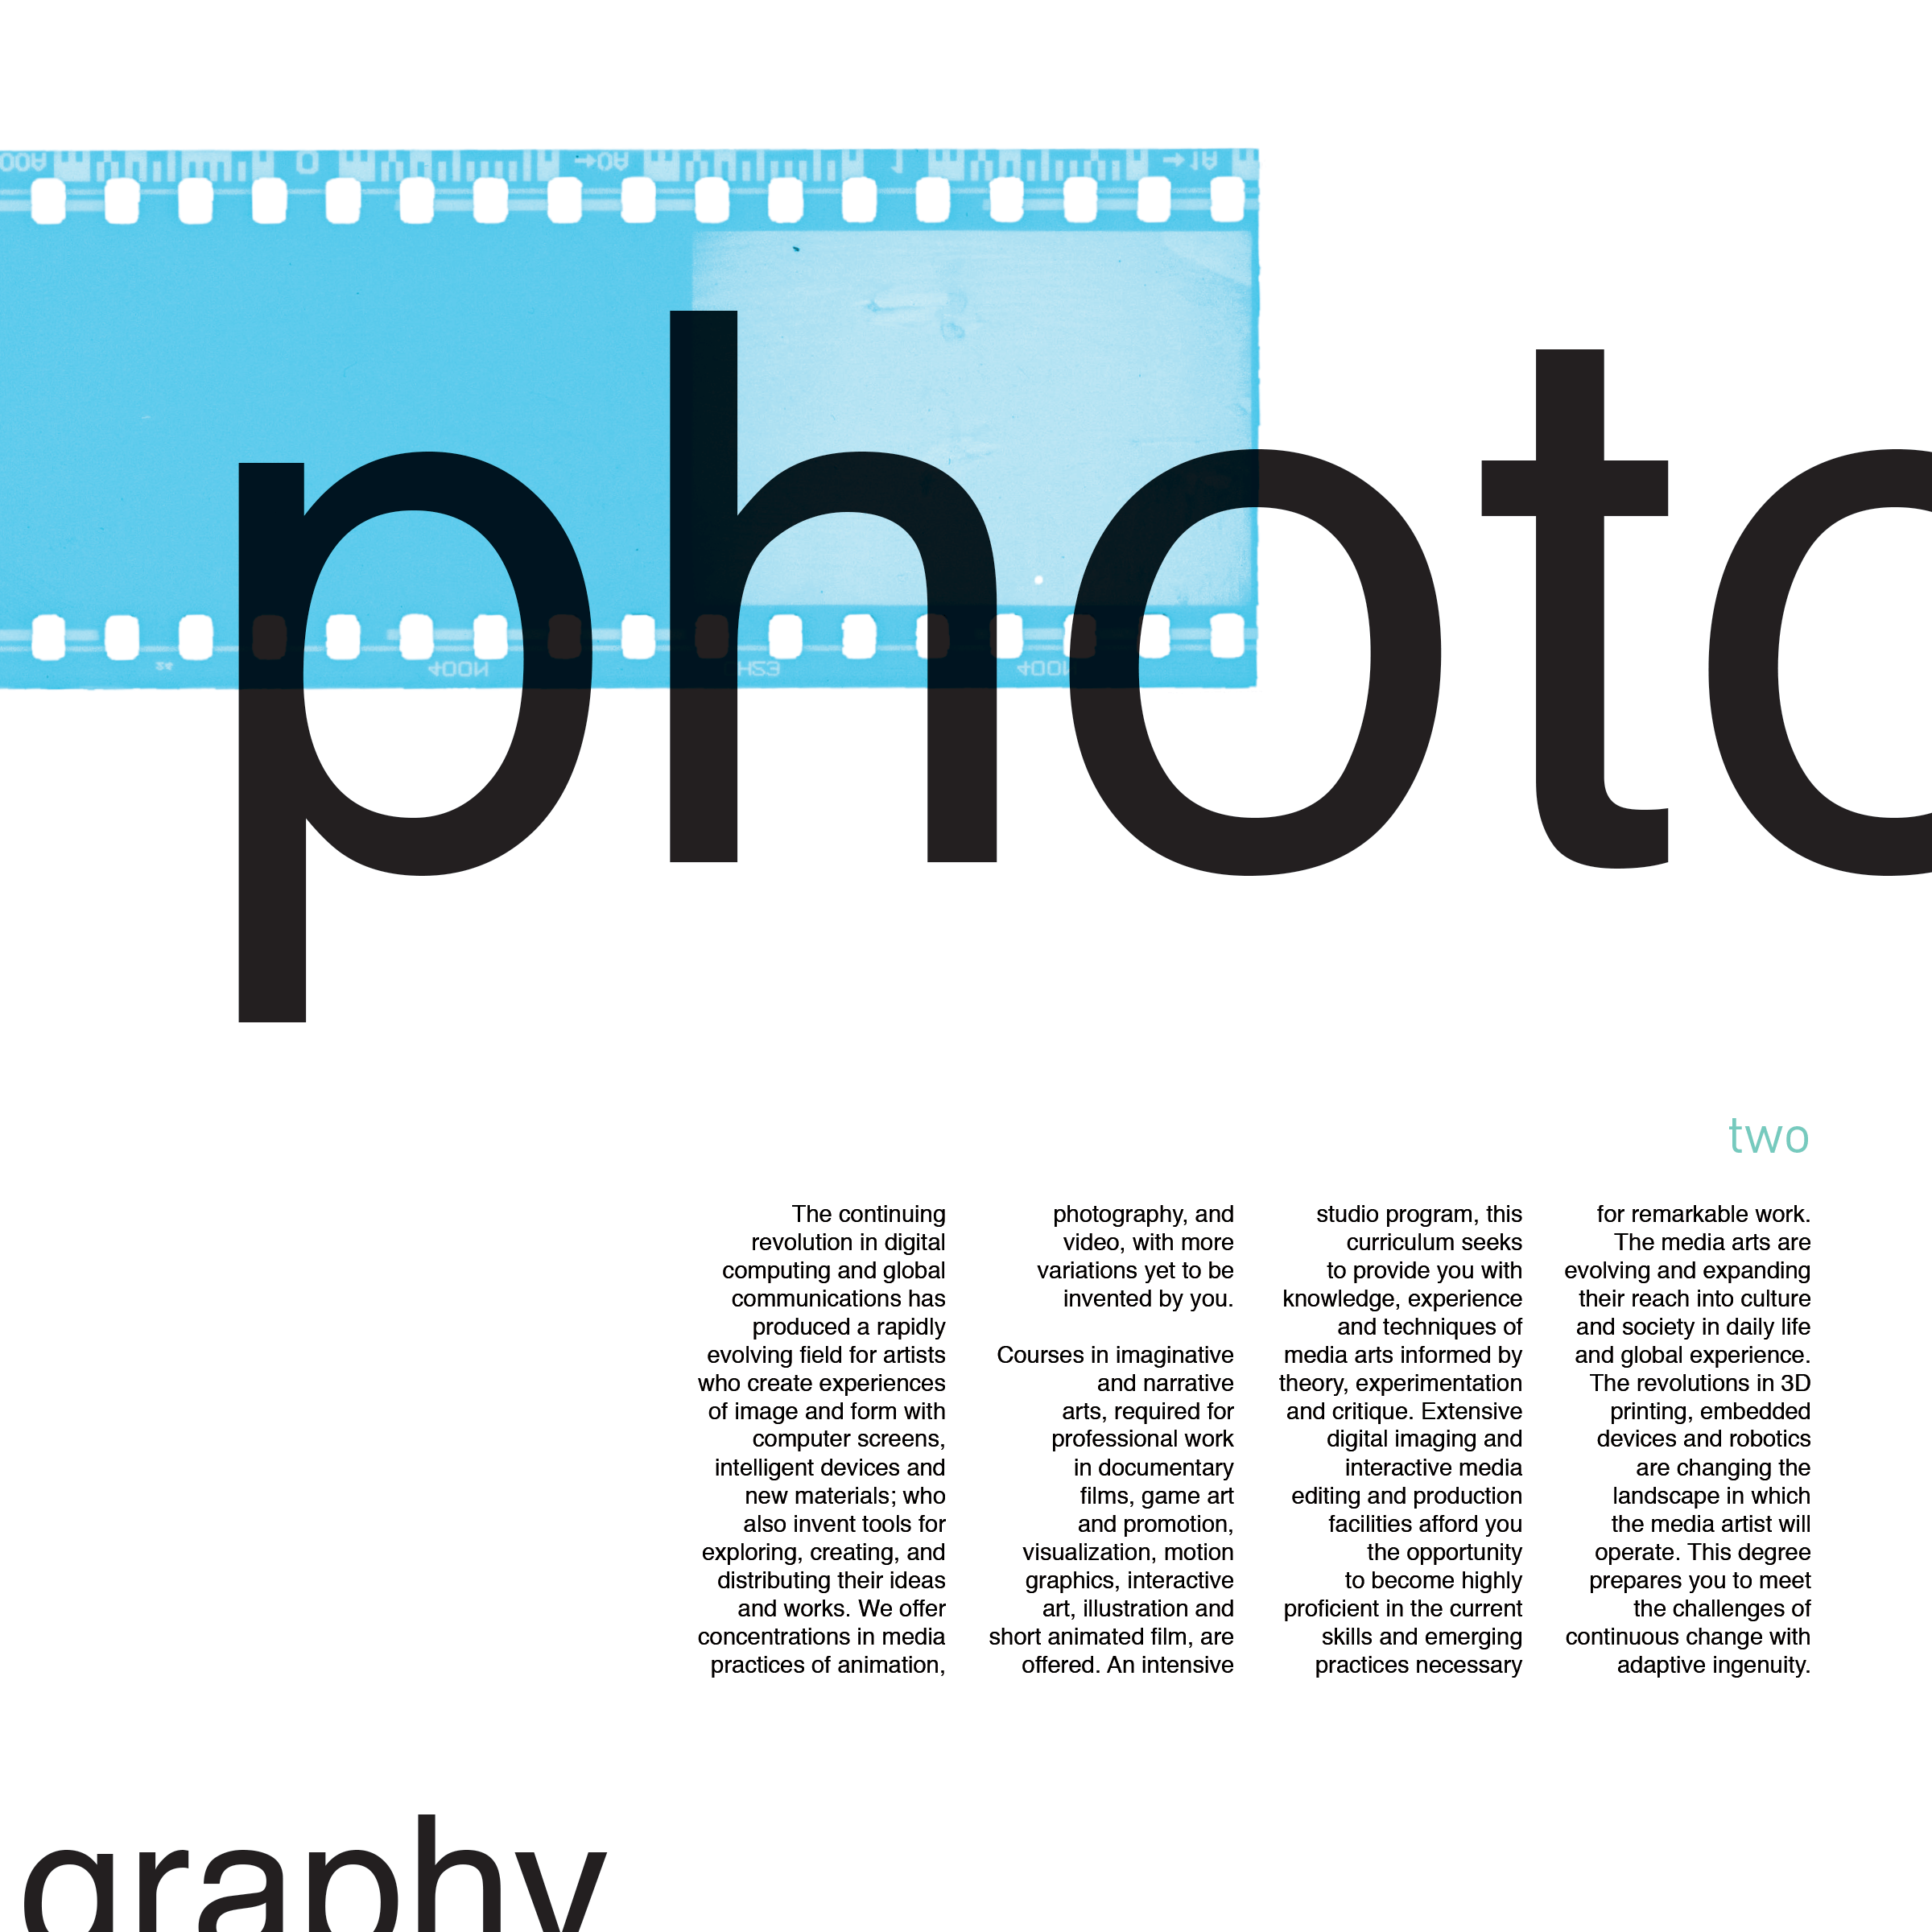 photo
two
The continuing
revolution in digital
computing and global
communications has
produced a rapidly
evolving field for artists
who create experiences
of image and form with
computer screens,
intelligent devices and
new materials; who
also invent tools for
exploring, creating, and
distributing their ideas
and works. We offer
concentrations in media
practices of animation,
photography, and
video, with more
variations yet to be
invented by you.
Courses in imaginative
and narrative
arts, required for
professional work
in documentary
films, game art
and promotion,
visualization, motion
graphics, interactive
art, illustration and
short animated film, are
offered. An intensive
studio program, this
curriculum seeks
to provide you with
knowledge, experience
and techniques of
media arts informed by
theory, experimentation
and critique. Extensive
digital imaging and
interactive media
editing and production
facilities afford you
the opportunity
to become highly
proficient in the current
skills and emerging
practices necessary
for remarkable work.
The media arts are
evolving and expanding
their reach into culture
and society in daily life
and global experience.
The revolutions in 3D
printing, embedded
devices and robotics
are changing the
landscape in which
the media artist will
operate. This degree
prepares you to meet
the challenges of
continuous change with
adaptive ingenuity.
graphy